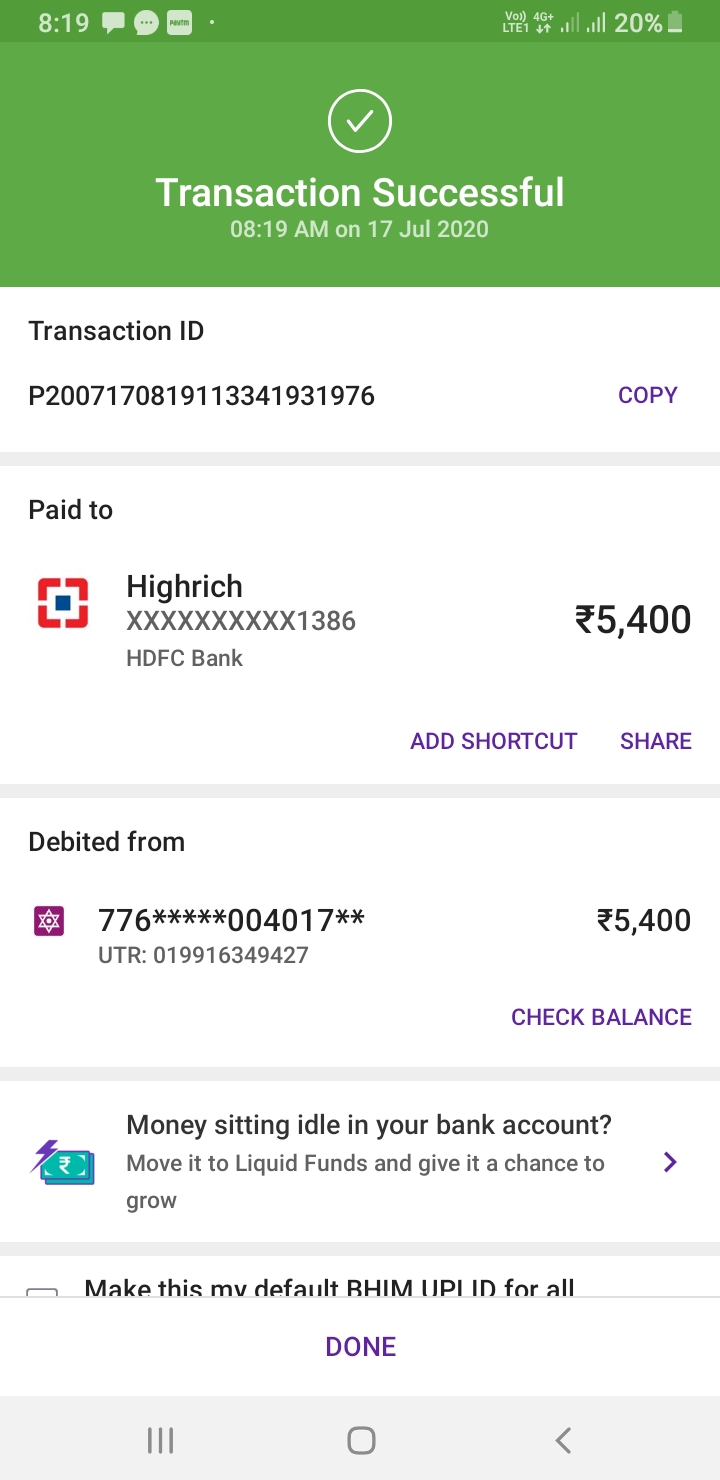 8:19
Vo)) 4G+
LTE1
20%
Paytm
Transaction Successful
08:19 AM on 17 Jul 2020
Transaction ID
P2007170819113341931976
COPY
Paid to
Highrich
XXXXXXXXXX1386
₹5,400
HDFC Bank
ADD SHORTCUT
SHARE
Debited from
776*****004017**
₹5,400
UTR: 019916349427
CHECK BALANCE
Money sitting idle in your bank account?
Move it to Liquid Funds and give it a chance to
grow
Make this my default BHIM UPI ID for all
DONE